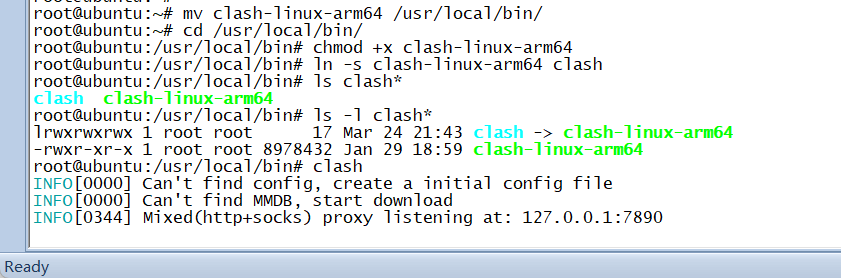 root@ubuntu:~# mv clash-linux-arm64 /usr/local/bin/
root@ubuntu:~# cd /usr/local/bin/
root@ubuntu:/usr/local/bin# chmod +x clash-linux-arm64
root@ubuntu:/usr/local/bin# ln -s clash-linux-arm64 clash
root@ubuntu:/usr/local/bin# ls clash*
clash  clash-linux-arm64
root@ubuntu:/usr/local/bin# ls -l clash*
lrwxrwxrwx 1 root root      17 Mar 24 21:43 clash -> clash-linux-arm64
-rwxr-xr-x 1 root root 8978432 Jan 29 18:59 clash-linux-arm64
root@ubuntu:/usr/local/bin# clash
INFO[0000] Can't find config, create a initial config file
INFO[0000] Can't find MMDB, start download
INFO[0344] Mixed(http+socks) proxy listening at: 127.0.0.1:7890
Ready